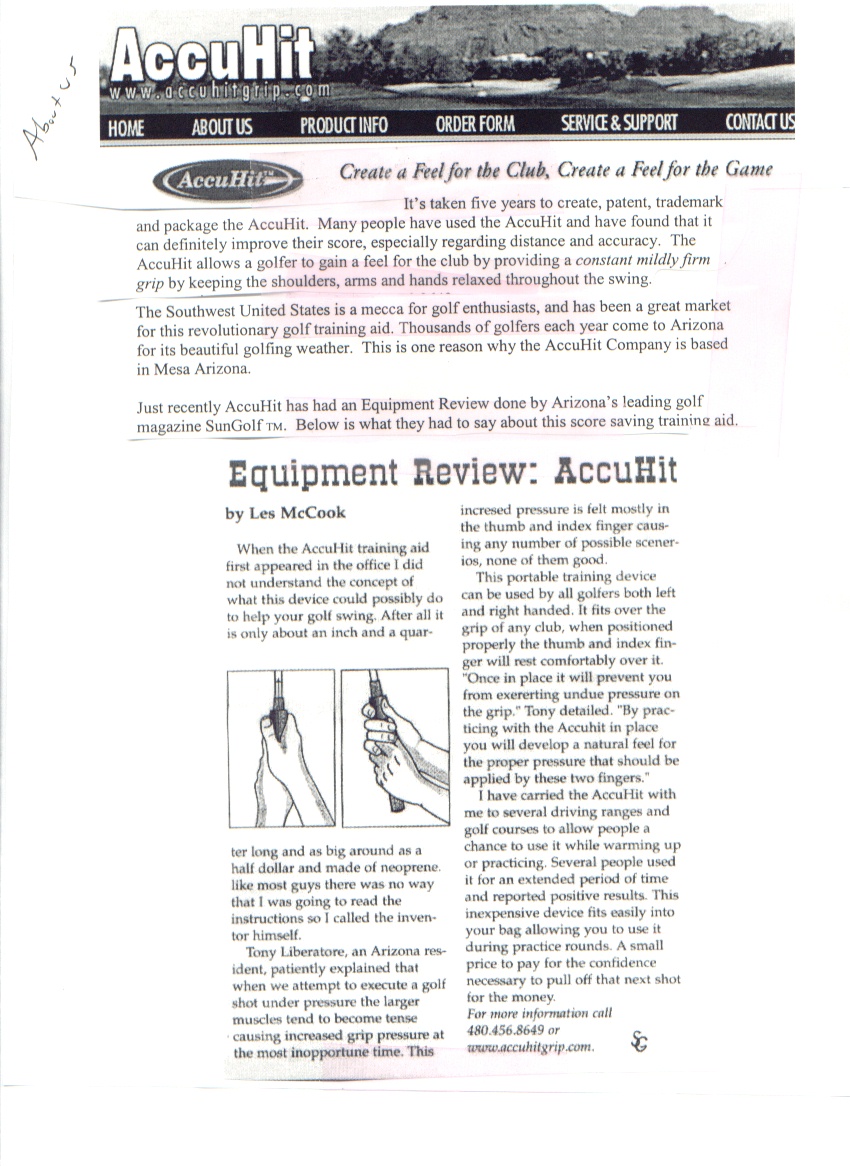 About us
AccuHit
www.accuhitgrip.com
HOME ABOUT US PRODUCT INFO ORDER FORM SERVICE & SUPPORT CONTACT US
AccuHit™ Create a Feel for the Club, Create a Feel for the Game
It's taken five years to create, patent, trademark
and package the AccuHit. Many people have used the AccuHit and have found that it
can definitely improve their score, especially regarding distance and accuracy. The
AccuHit allows a golfer to gain a feel for the club by providing a constant mildly firm
grip by keeping the shoulders, arms and hands relaxed throughout the swing.
The Southwest United States is a mecca for golf enthusiasts, and has been a great market
for this revolutionary golf training aid. Thousands of golfers each year come to Arizona
for its beautiful golfing weather. This is one reason why the AccuHit Company is based
in Mesa Arizona.
Just recently AccuHit has had an Equipment Review done by Arizona's leading golf
magazine SunGolf TM. Below is what they had to say about this score saving training aid.
Equipment Review: AccuHit
by Les McCook
When the AccuHit training aid
first appeared in the office I did
not understand the concept of
what this device could possibly do
to help your golf swing. After all it
is only about an inch and a quar-
ter long and as big around as a
half dollar and made of neoprene.
like most guys there was no way
that I was going to read the
instructions so I called the inven-
tor himself.
Tony Liberatore, an Arizona res-
ident, patiently explained that
when we attempt to execute a golf
shot under pressure the larger
muscles tend to become tense
causing increased grip pressure at
the most inopportune time. This
incresed pressure is felt mostly in
the thumb and index finger caus-
ing any number of possible scener-
ios, none of them good.
This portable training device
can be used by all golfers both left
and right handed. It fits over the
grip of any club, when positioned
properly the thumb and index fin-
ger will rest comfortably over it.
"Once in place it will prevent you
from exererting undue pressure on
the grip." Tony detailed. "By prac-
ticing with the Accuhit in place
you will develop a natural feel for
the proper pressure that should be
applied by these two fingers."
I have carried the AccuHit with
me to several driving ranges and
golf courses to allow people a
chance to use it while warming up
or practicing. Several people used
it for an extended period of time
and reported positive results. This
inexpensive device fits easily into
your bag allowing you to use it
during practice rounds. A small
price to pay for the confidence
necessary to pull off that next shot
for the money.
For more information call
480.456.8649 or
www.accuhitgrip.com. SG